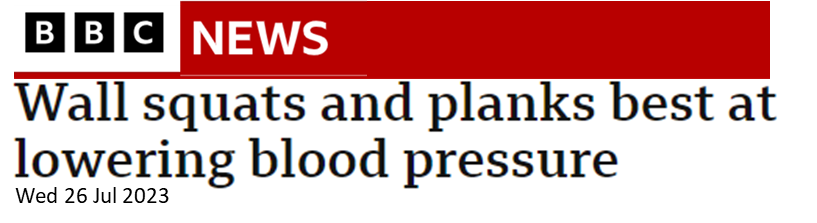 BBC NEWS
Wall squats and planks best at
lowering blood pressure
Wed 26 Jul 2023